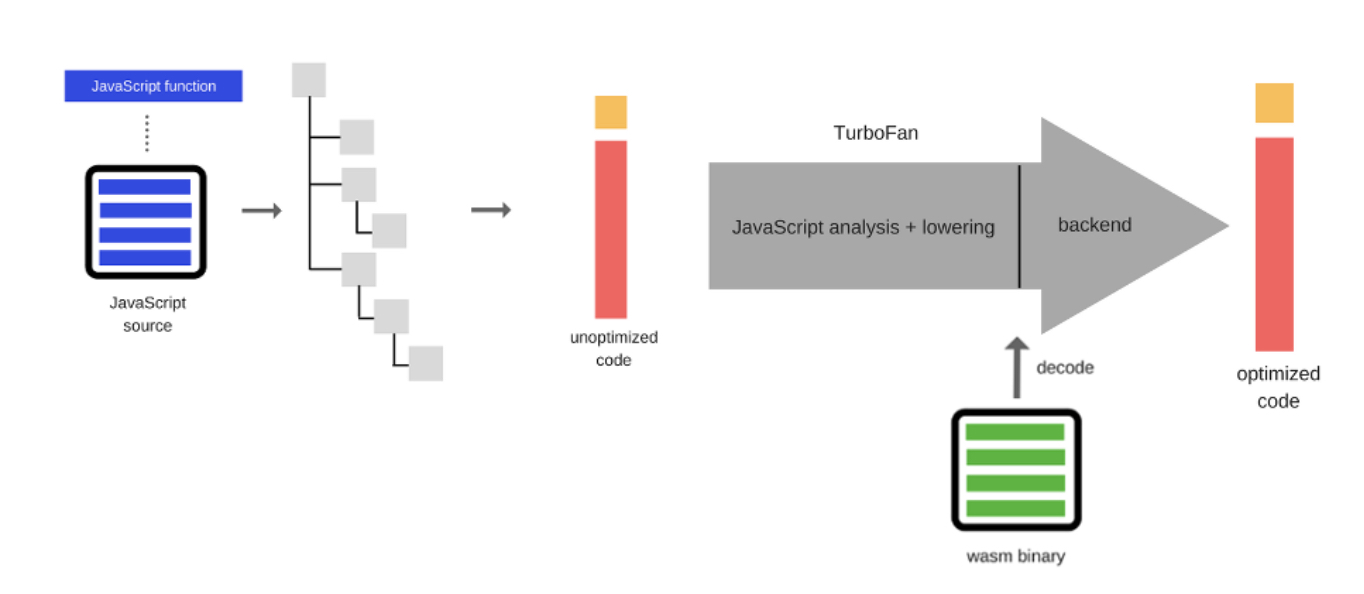 JavaScript function
JavaScript
source
unoptimized
code
TurboFan
JavaScript analysis + lowering
backend
decode
wasm binary
optimized
code